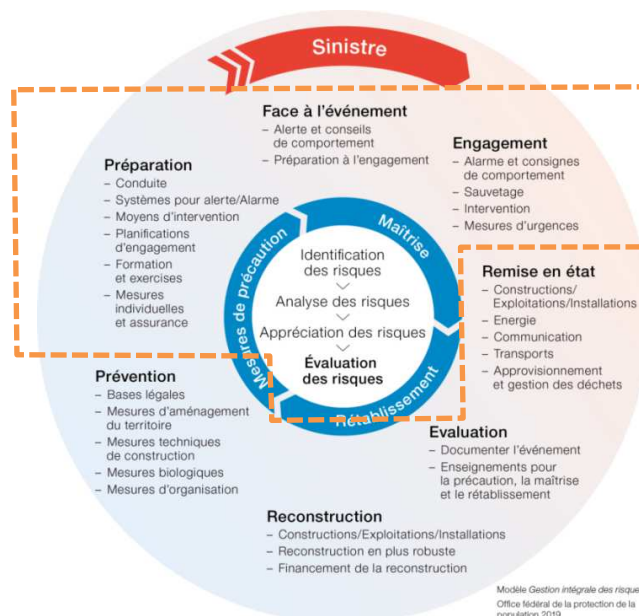 Sinistre
Face à l'événement
– Alerte et conseils
de comportement
– Préparation à l'engagement
Engagement
– Alarme et consignes
de comportement
– Sauvetage
– Intervention
– Mesures d'urgences
Préparation
– Conduite
– Systèmes pour alerte/Alarme
– Moyens d'intervention
– Planifications
d'engagement
– Formation
et exercises
– Mesures
individuelles
et assurance
Mesures de précaution
Maîtrise
Rétablissement
Identification
des risques
Analyse des risques
Appréciation des risques
Évaluation
des risques
Remise en état
– Constructions/
Exploitations/Installations
– Energie
– Communication
– Transports
– Approvisionnement
et gestion des déchets
Prévention
– Bases légales
– Mesures d'aménagement
du territoire
– Mesures techniques
de construction
– Mesures biologiques
– Mesures d'organisation
Evaluation
– Documenter l'événement
– Enseignements pour
la précaution, la maîtrise
et le rétablissement
Reconstruction
– Constructions/Exploitations/Installations
– Reconstruction en plus robuste
– Financement de la reconstruction
Modèle Gestion intégrale des risque
Office fédéral de la protection de la
population 2019